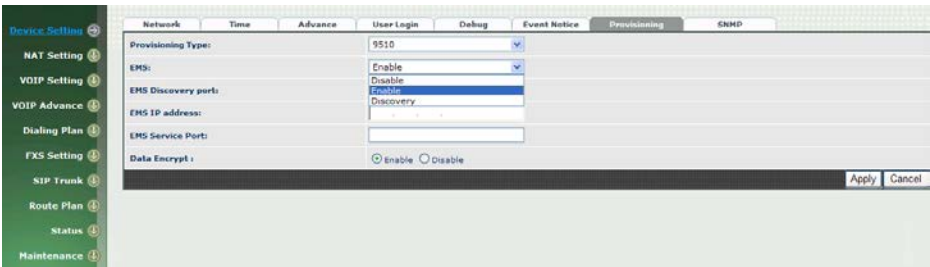 Network Time Advance User Login Debug Event Notice Provisioning SNMP
Device Setting
NAT Setting
VOIP Setting
VOIP Advance
Dialing Plan
FXS Setting
SIP Trunk
Route Plan
Status
Maintenance
Provisioning Type: 9510
EMS: Enable
Disable
Enable
Discovery
EMS Discovery port:
EMS IP address:
EMS Service Port:
Data Encrypt : Enable Disable
Apply Cancel